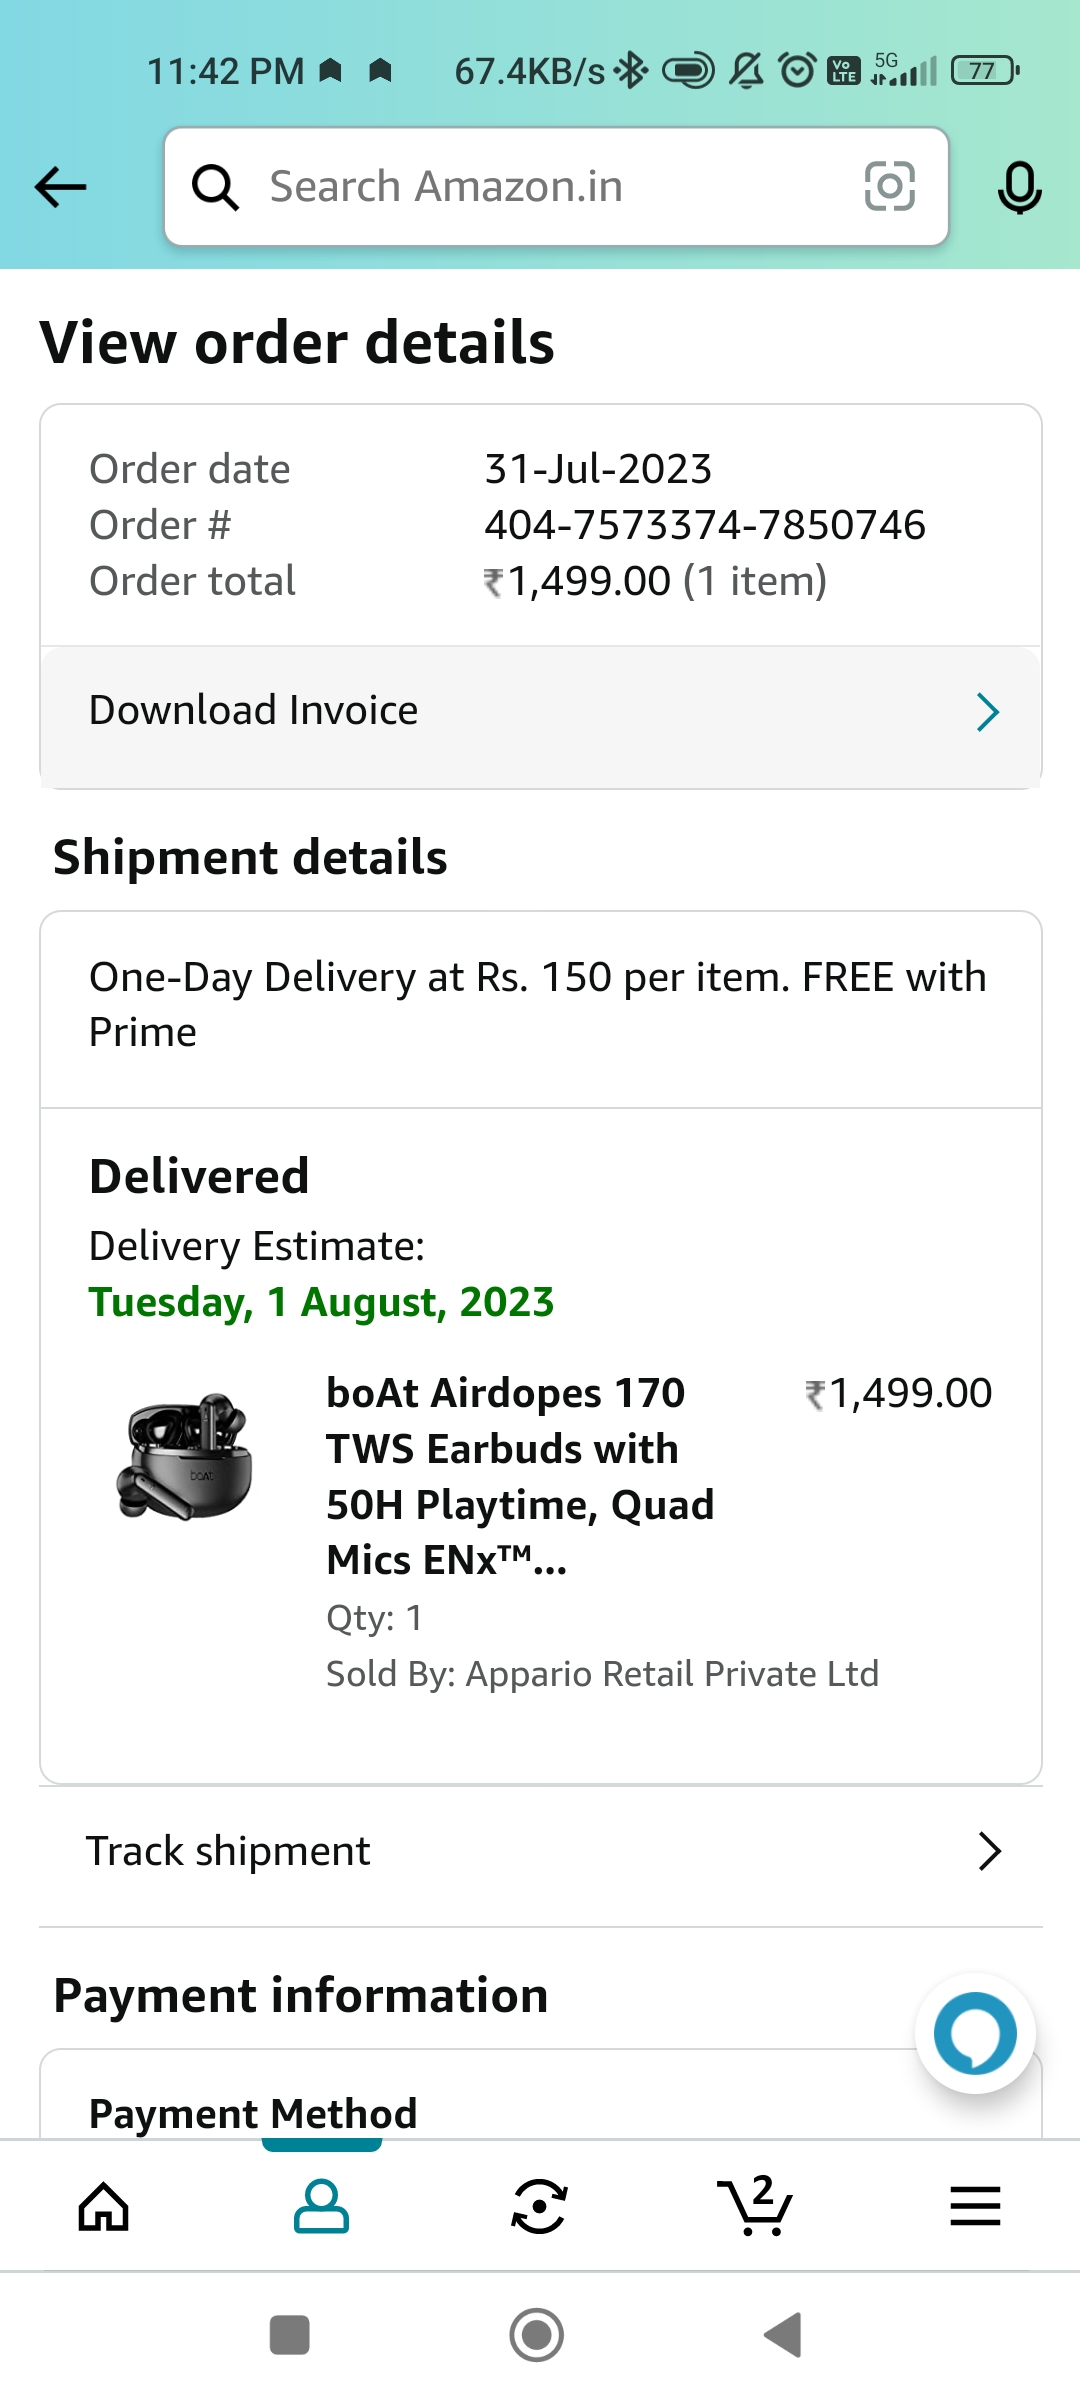 11:42 PM 67.4KB/s Vo LTE 5G 77
Search Amazon.in
View order details
Order date 31-Jul-2023
Order # 404-7573374-7850746
Order total ₹1,499.00 (1 item)
Download Invoice
Shipment details
One-Day Delivery at Rs. 150 per item. FREE with
Prime
Delivered
Delivery Estimate:
Tuesday, 1 August, 2023
boAt Airdopes 170 ₹1,499.00
TWS Earbuds with
50H Playtime, Quad
Mics ENx™...
boAt
Qty: 1
Sold By: Appario Retail Private Ltd
Track shipment
Payment information
Payment Method
2